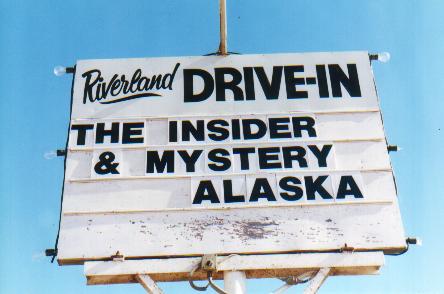 Riverland DRIVE-IN
THE INSIDER
& MYSTERY
ALASKA